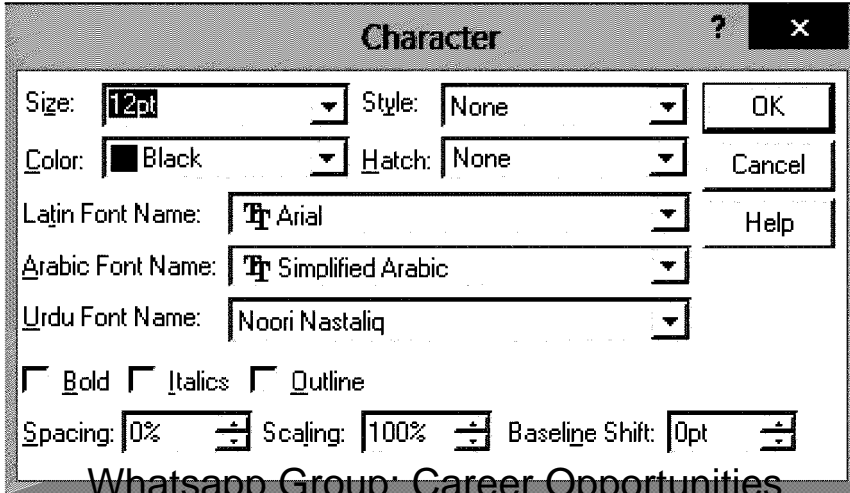 Character ? ×
Size: 12pt Style: None OK
Color: Black Hatch: None Cancel
Latin Font Name: Arial Help
Arabic Font Name: Simplified Arabic
Urdu Font Name: Noori Nastaliq
Bold Italics Outline
Spacing: 0% Scaling: 100% Baseline Shift: 0pt
Whatsapp Group: Career Opportunities